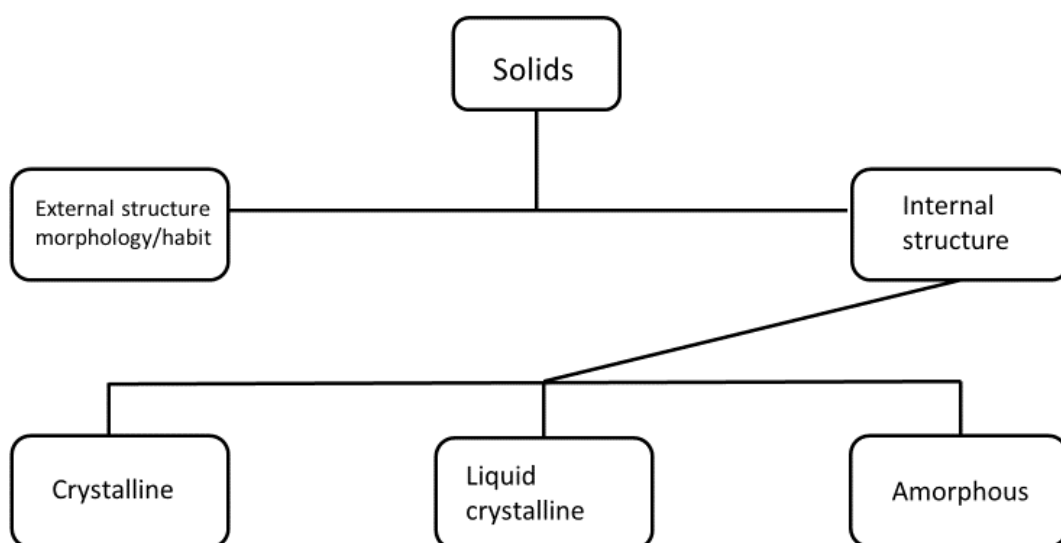 Solids
External structure
morphology/habit
Internal
structure
Crystalline
Liquid
crystalline
Amorphous